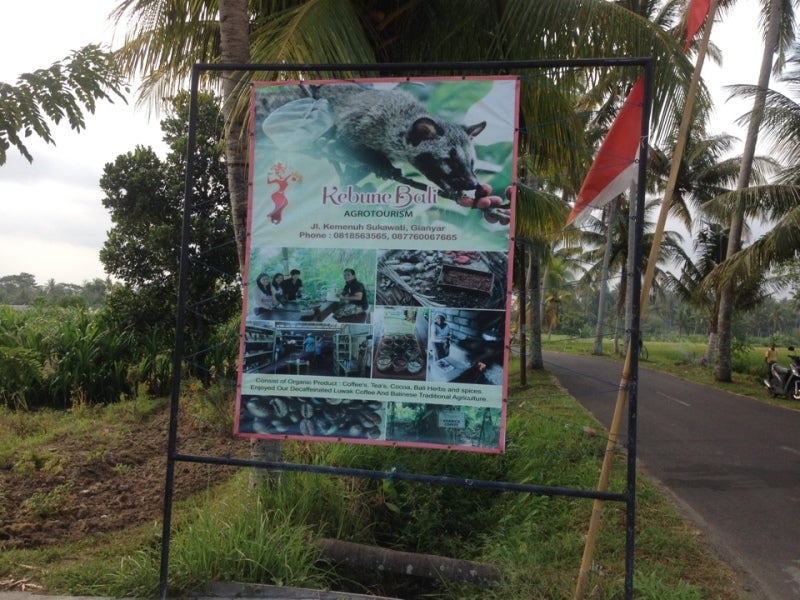 Kebune Bali
AGROTOURISM
Jl. Kemenuh Sukawati, Gianyar
Phone : 0818563565, 087760067665
Consist of Organic Product : Coffee's, Tea's, Cocoa, Bali Herbs and spices.
Enjoyed Our Decaffeinated Luwak Coffee And Balinese Traditional Agriculture.